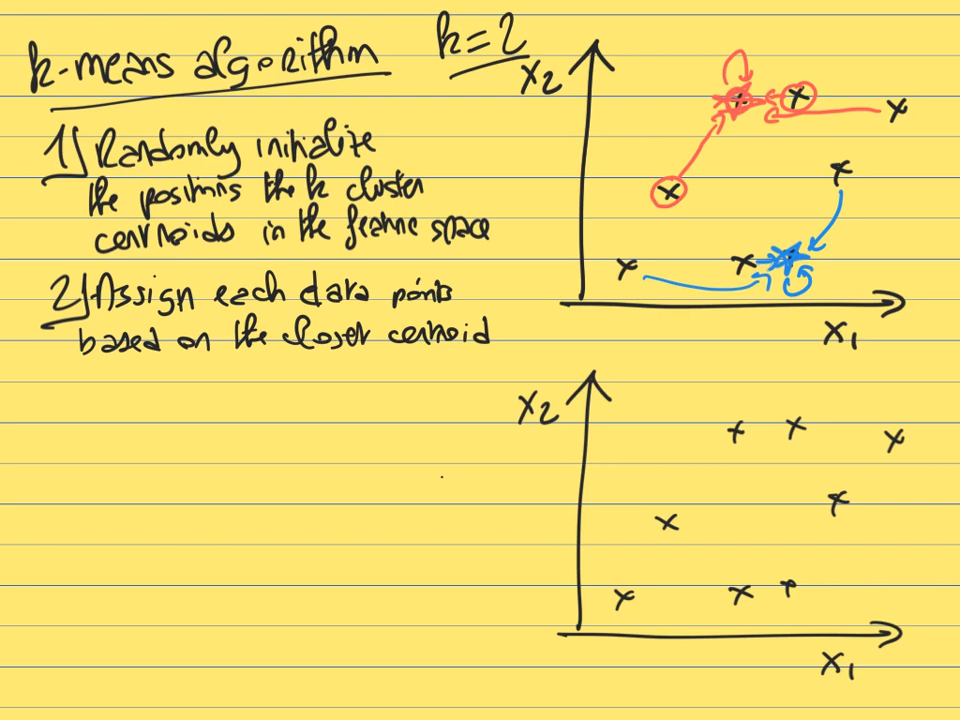 k-means algorithm k=2
1) Randomly initialize
the positions the k cluster
centroids in the feature space
2) Assign each data points
based on the closer centroid
x2
x1
x2
x1